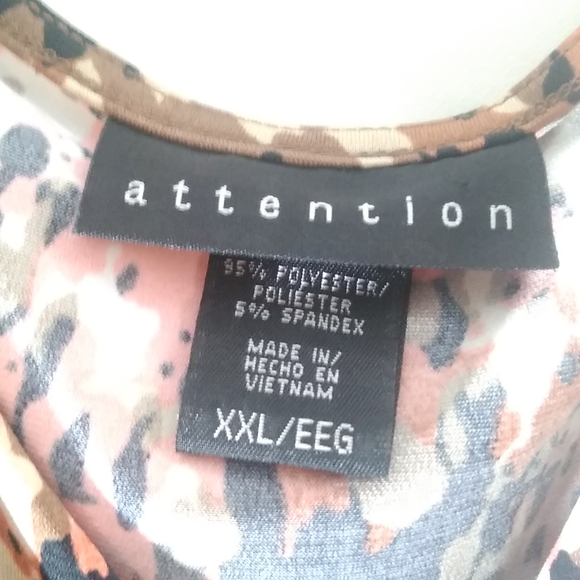 attention
95% POLYESTER/
POLIESTER
5% SPANDEX
MADE IN/
HECHO EN
VIETNAM
XXL/EEG